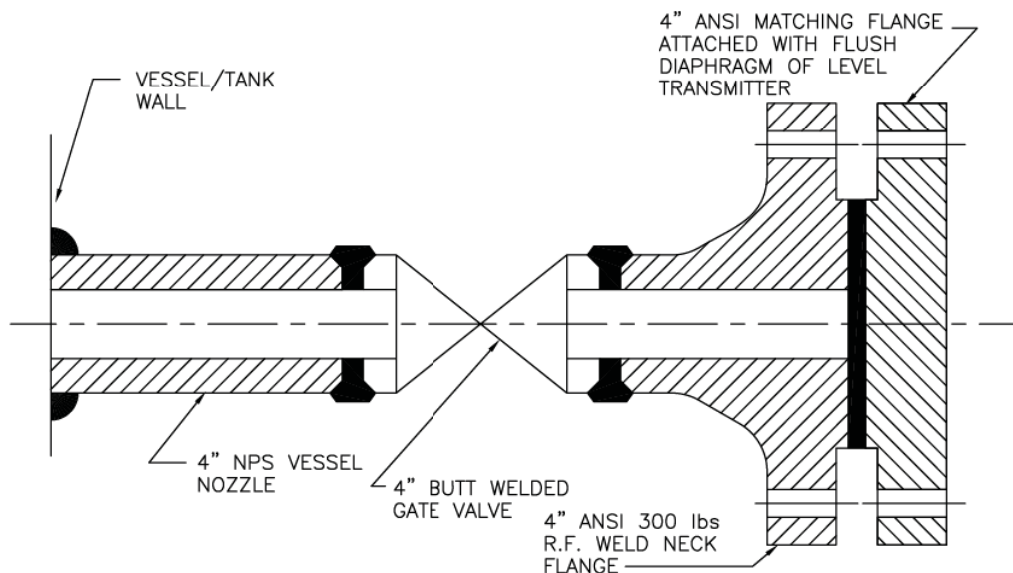 4” ANSI MATCHING FLANGE
ATTACHED WITH FLUSH
DIAPHRAGM OF LEVEL
TRANSMITTER
VESSEL/TANK
WALL
4” NPS VESSEL
NOZZLE
4” BUTT WELDED
GATE VALVE
4” ANSI 300 lbs
R.F. WELD NECK
FLANGE